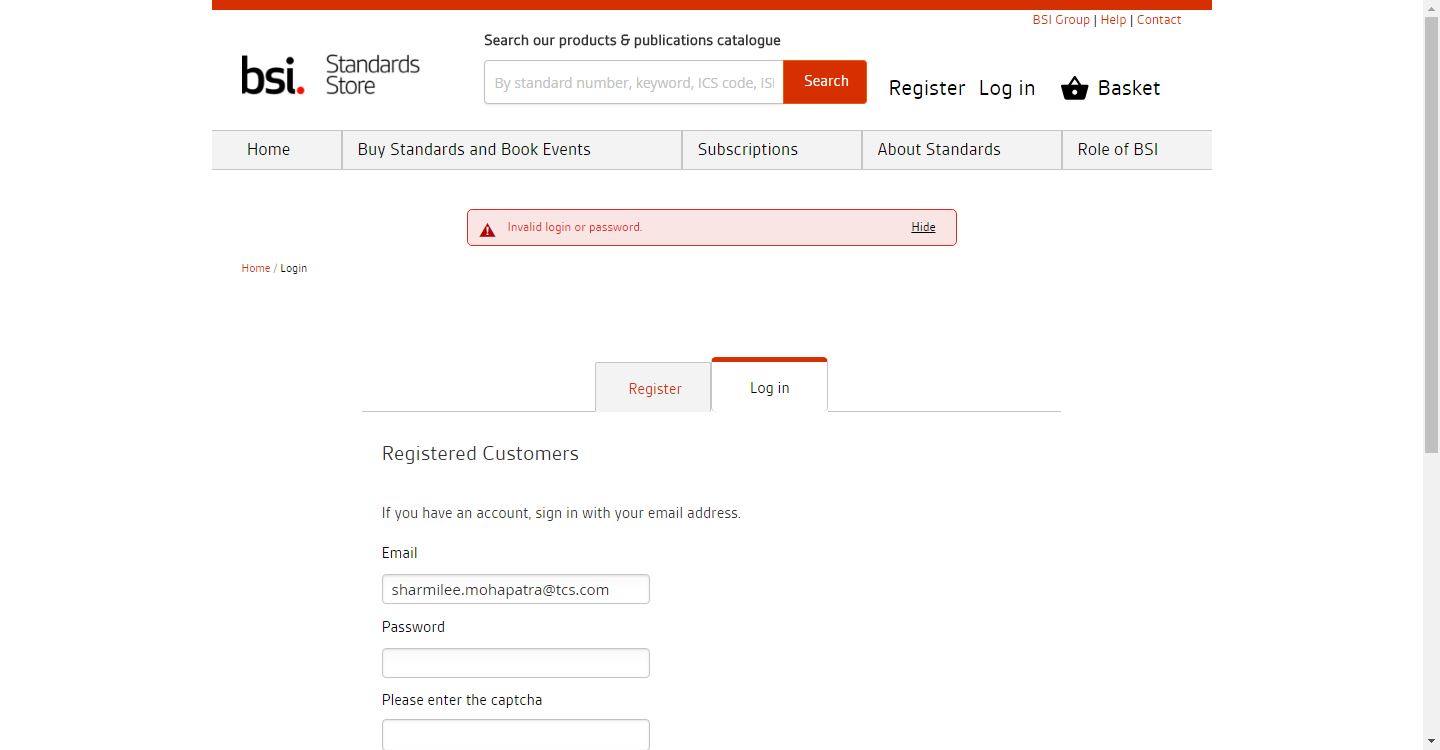 BSI Group | Help | Contact
Search our products & publications catalogue
bsi. Standards Store
By standard number, keyword, ICS code, ISI
Search
Register Log in Basket
Home Buy Standards and Book Events Subscriptions About Standards Role of BSI
Invalid login or password. Hide
Home / Login
Register Log in
Registered Customers
If you have an account, sign in with your email address.
Email
sharmilee.mohapatra@tcs.com
Password
Please enter the captcha